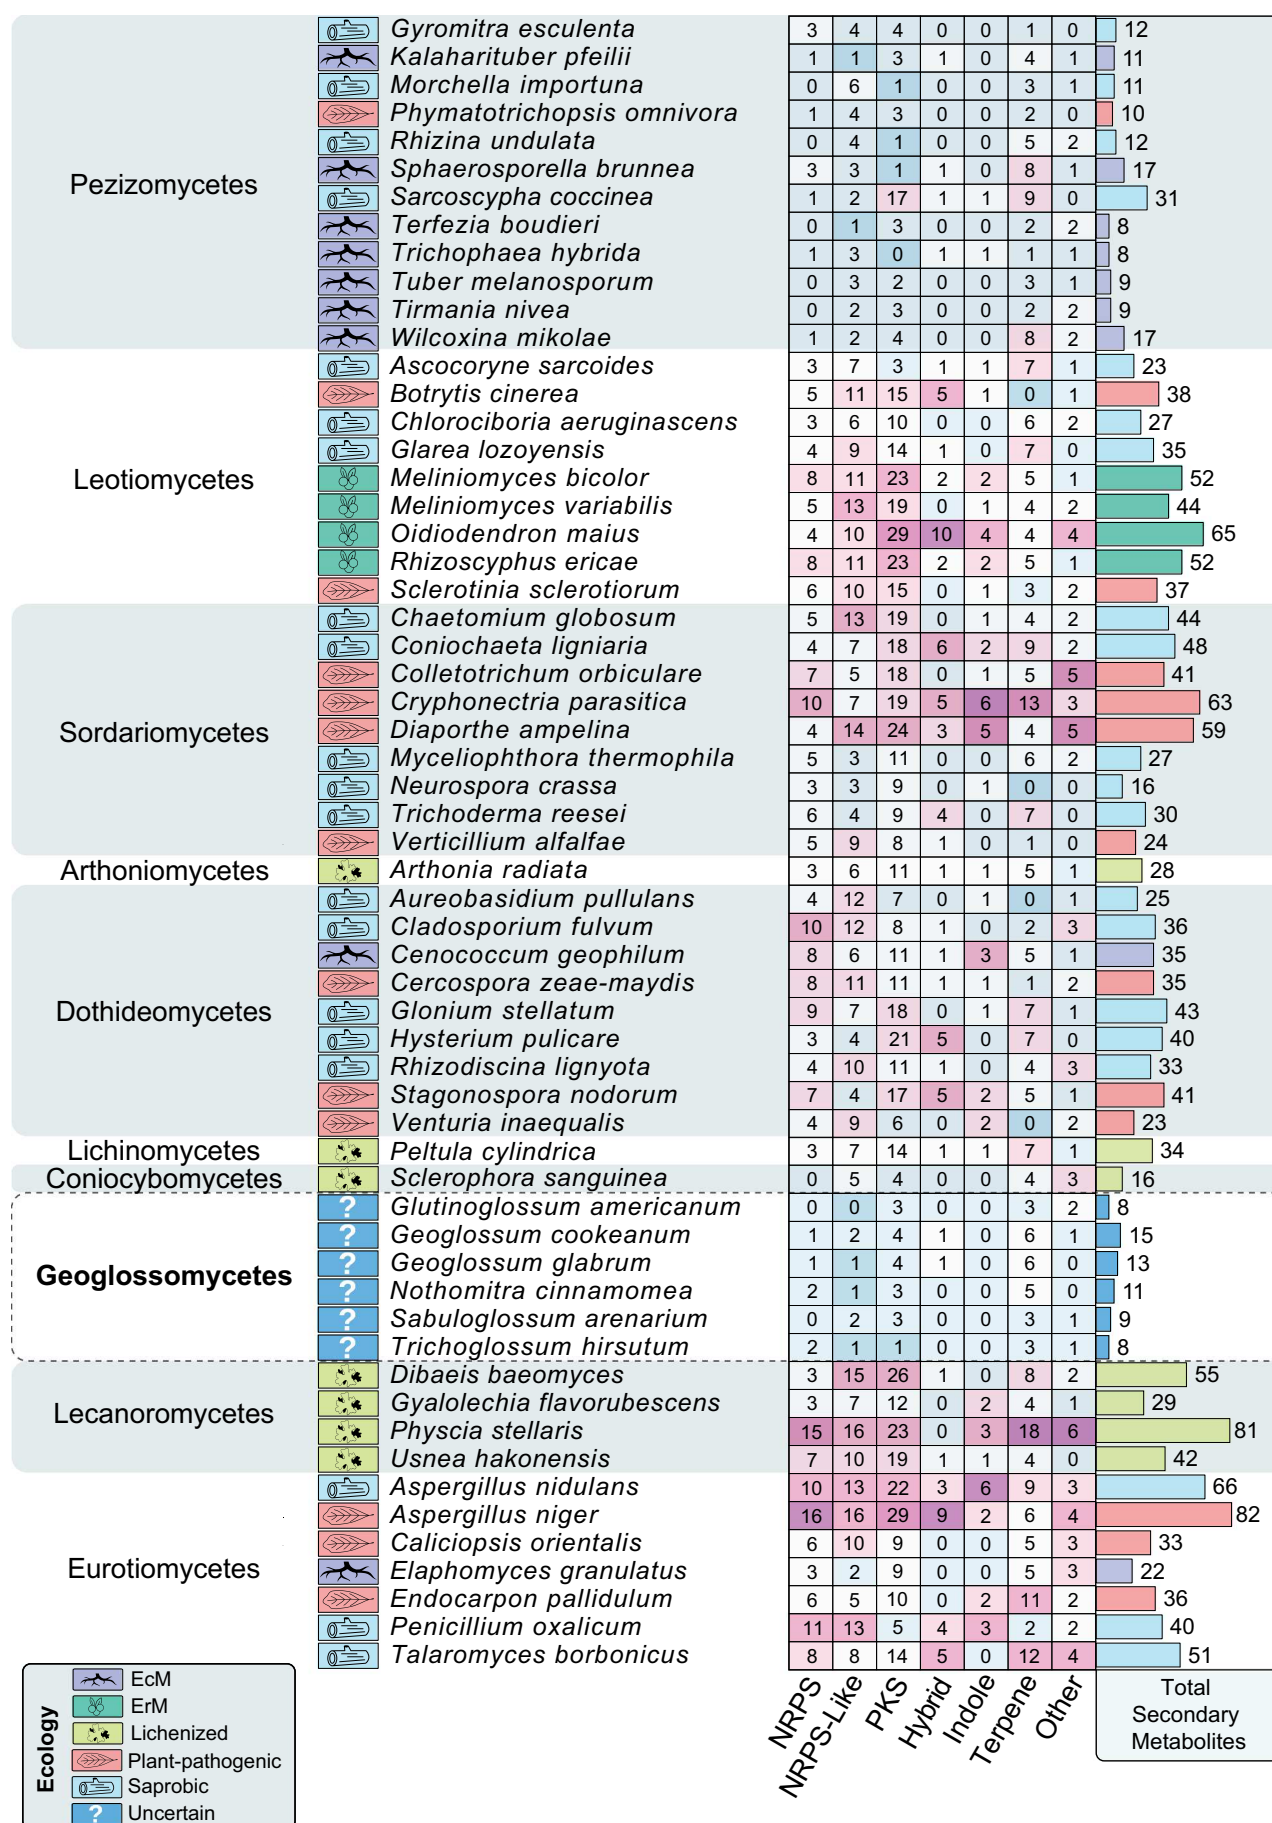 Pezizomycetes
Gyromitra esculenta 3 4 4 0 0 1 0 12
Kalaharituber pfeilii 1 1 3 1 0 4 1 11
Morchella importuna 0 6 1 0 0 3 1 11
Phymatotrichopsis omnivora 1 4 3 0 0 2 0 10
Rhizina undulata 0 4 1 0 0 5 2 12
Sphaerosporella brunnea 3 3 1 1 0 8 1 17
Sarcoscypha coccinea 1 2 17 1 1 9 0 31
Terfezia boudieri 0 1 3 0 0 2 2 8
Trichophaea hybrida 1 3 0 1 1 1 1 8
Tuber melanosporum 0 3 2 0 0 3 1 9
Tirmania nivea 0 2 3 0 0 2 2 9
Wilcoxina mikolae 1 2 4 0 0 8 2 17
Leotiomycetes
Ascocoryne sarcoides 3 7 3 1 1 7 1 23
Botrytis cinerea 5 11 15 5 1 0 1 38
Chlorociboria aeruginascens 3 6 10 0 0 6 2 27
Glarea lozoyensis 4 9 14 1 0 7 0 35
Meliniomyces bicolor 8 11 23 2 2 5 1 52
Meliniomyces variabilis 5 13 19 0 1 4 2 44
Oidiodendron maius 4 10 29 10 4 4 4 65
Rhizoscyphus ericae 8 11 23 2 2 5 1 52
Sclerotinia sclerotiorum 6 10 15 0 1 3 2 37
Sordariomycetes
Chaetomium globosum 5 13 19 0 1 4 2 44
Coniochaeta ligniaria 4 7 18 6 2 9 2 48
Colletotrichum orbiculare 7 5 18 0 1 5 5 41
Cryphonectria parasitica 10 7 19 5 6 13 3 63
Diaporthe ampelina 4 14 24 3 5 4 5 59
Myceliophthora thermophila 5 3 11 0 0 6 2 27
Neurospora crassa 3 3 9 0 1 0 0 16
Trichoderma reesei 6 4 9 4 0 7 0 30
Verticillium alfalfae 5 9 8 1 0 1 0 24
Arthoniomycetes
Arthonia radiata 3 6 11 1 1 5 1 28
Dothideomycetes
Aureobasidium pullulans 4 12 7 0 1 0 1 25
Cladosporium fulvum 10 12 8 1 0 2 3 36
Cenococcum geophilum 8 6 11 1 3 5 1 35
Cercospora zeae-maydis 8 11 11 1 1 1 2 35
Glonium stellatum 9 7 18 0 1 7 1 43
Hysterium pulicare 3 4 21 5 0 7 0 40
Rhizodiscina lignyota 4 10 11 1 0 4 3 33
Stagonospora nodorum 7 4 17 5 2 5 1 41
Venturia inaequalis 4 9 6 0 2 0 2 23
Lichinomycetes
Peltula cylindrica 3 7 14 1 1 7 1 34
Coniocybomycetes
Sclerophora sanguinea 0 5 4 0 0 4 3 16
Geoglossomycetes
? Glutinoglossum americanum 0 0 3 0 0 3 2 8
? Geoglossum cookeanum 1 2 4 1 0 6 1 15
? Geoglossum glabrum 1 1 4 1 0 6 0 13
? Nothomitra cinnamomea 2 1 3 0 0 5 0 11
? Sabuloglossum arenarium 0 2 3 0 0 3 1 9
? Trichoglossum hirsutum 2 1 1 0 0 3 1 8
Lecanoromycetes
Dibaeis baeomyces 3 15 26 1 0 8 2 55
Gyalolechia flavorubescens 3 7 12 0 2 4 1 29
Physcia stellaris 15 16 23 0 3 18 6 81
Usnea hakonensis 7 10 19 1 1 4 0 42
Eurotiomycetes
Aspergillus nidulans 10 13 22 3 6 9 3 66
Aspergillus niger 16 16 29 9 2 6 4 82
Caliciopsis orientalis 6 10 9 0 0 5 3 33
Elaphomyces granulatus 3 2 9 0 0 5 3 22
Endocarpon pallidulum 6 5 10 0 2 11 2 36
Penicillium oxalicum 11 13 5 4 3 2 2 40
Talaromyces borbonicus 8 8 14 5 0 12 4 51
NRPS
NRPS-Like
PKS
Hybrid
Indole
Terpene
Other
Total
Secondary
Metabolites
Ecology
EcM
ErM
Lichenized
Plant-pathogenic
Saprobic
? Uncertain